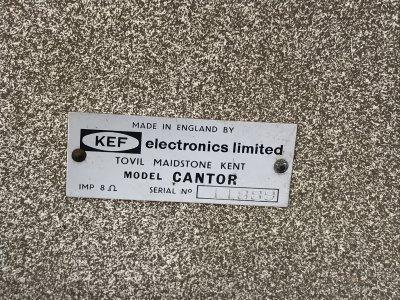 MADE IN ENGLAND BY
KEF electronics limited
TOVIL MAIDSTONE KENT
MODEL CANTOR
IMP 8 Ω SERIAL Nº